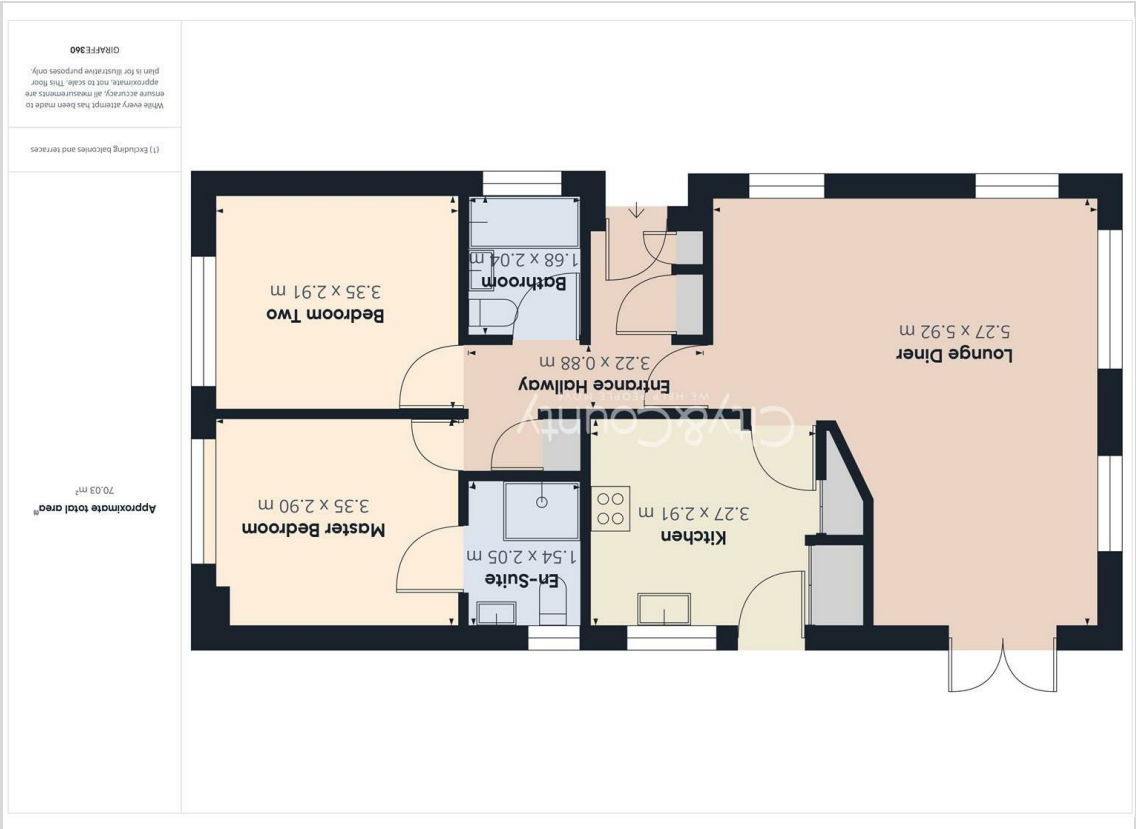 Lounge Diner
5.27 x 5.92 m
Kitchen
3.27 x 2.91 m
En-Suite
1.54 x 2.05 m
Master Bedroom
3.35 x 2.90 m
Entrance Hallway
3.22 x 0.88 m
Bathroom
1.68 x 2.04 m
Bedroom Two
3.35 x 2.91 m
City&County
WE HELP PEOPLE MOVE
Approximate total area⁽¹⁾
70.03 m²
(1) Excluding balconies and terraces
While every attempt has been made to
ensure accuracy, all measurements are
approximate, not to scale. This floor
plan is for illustrative purposes only.
GIRAFFE360